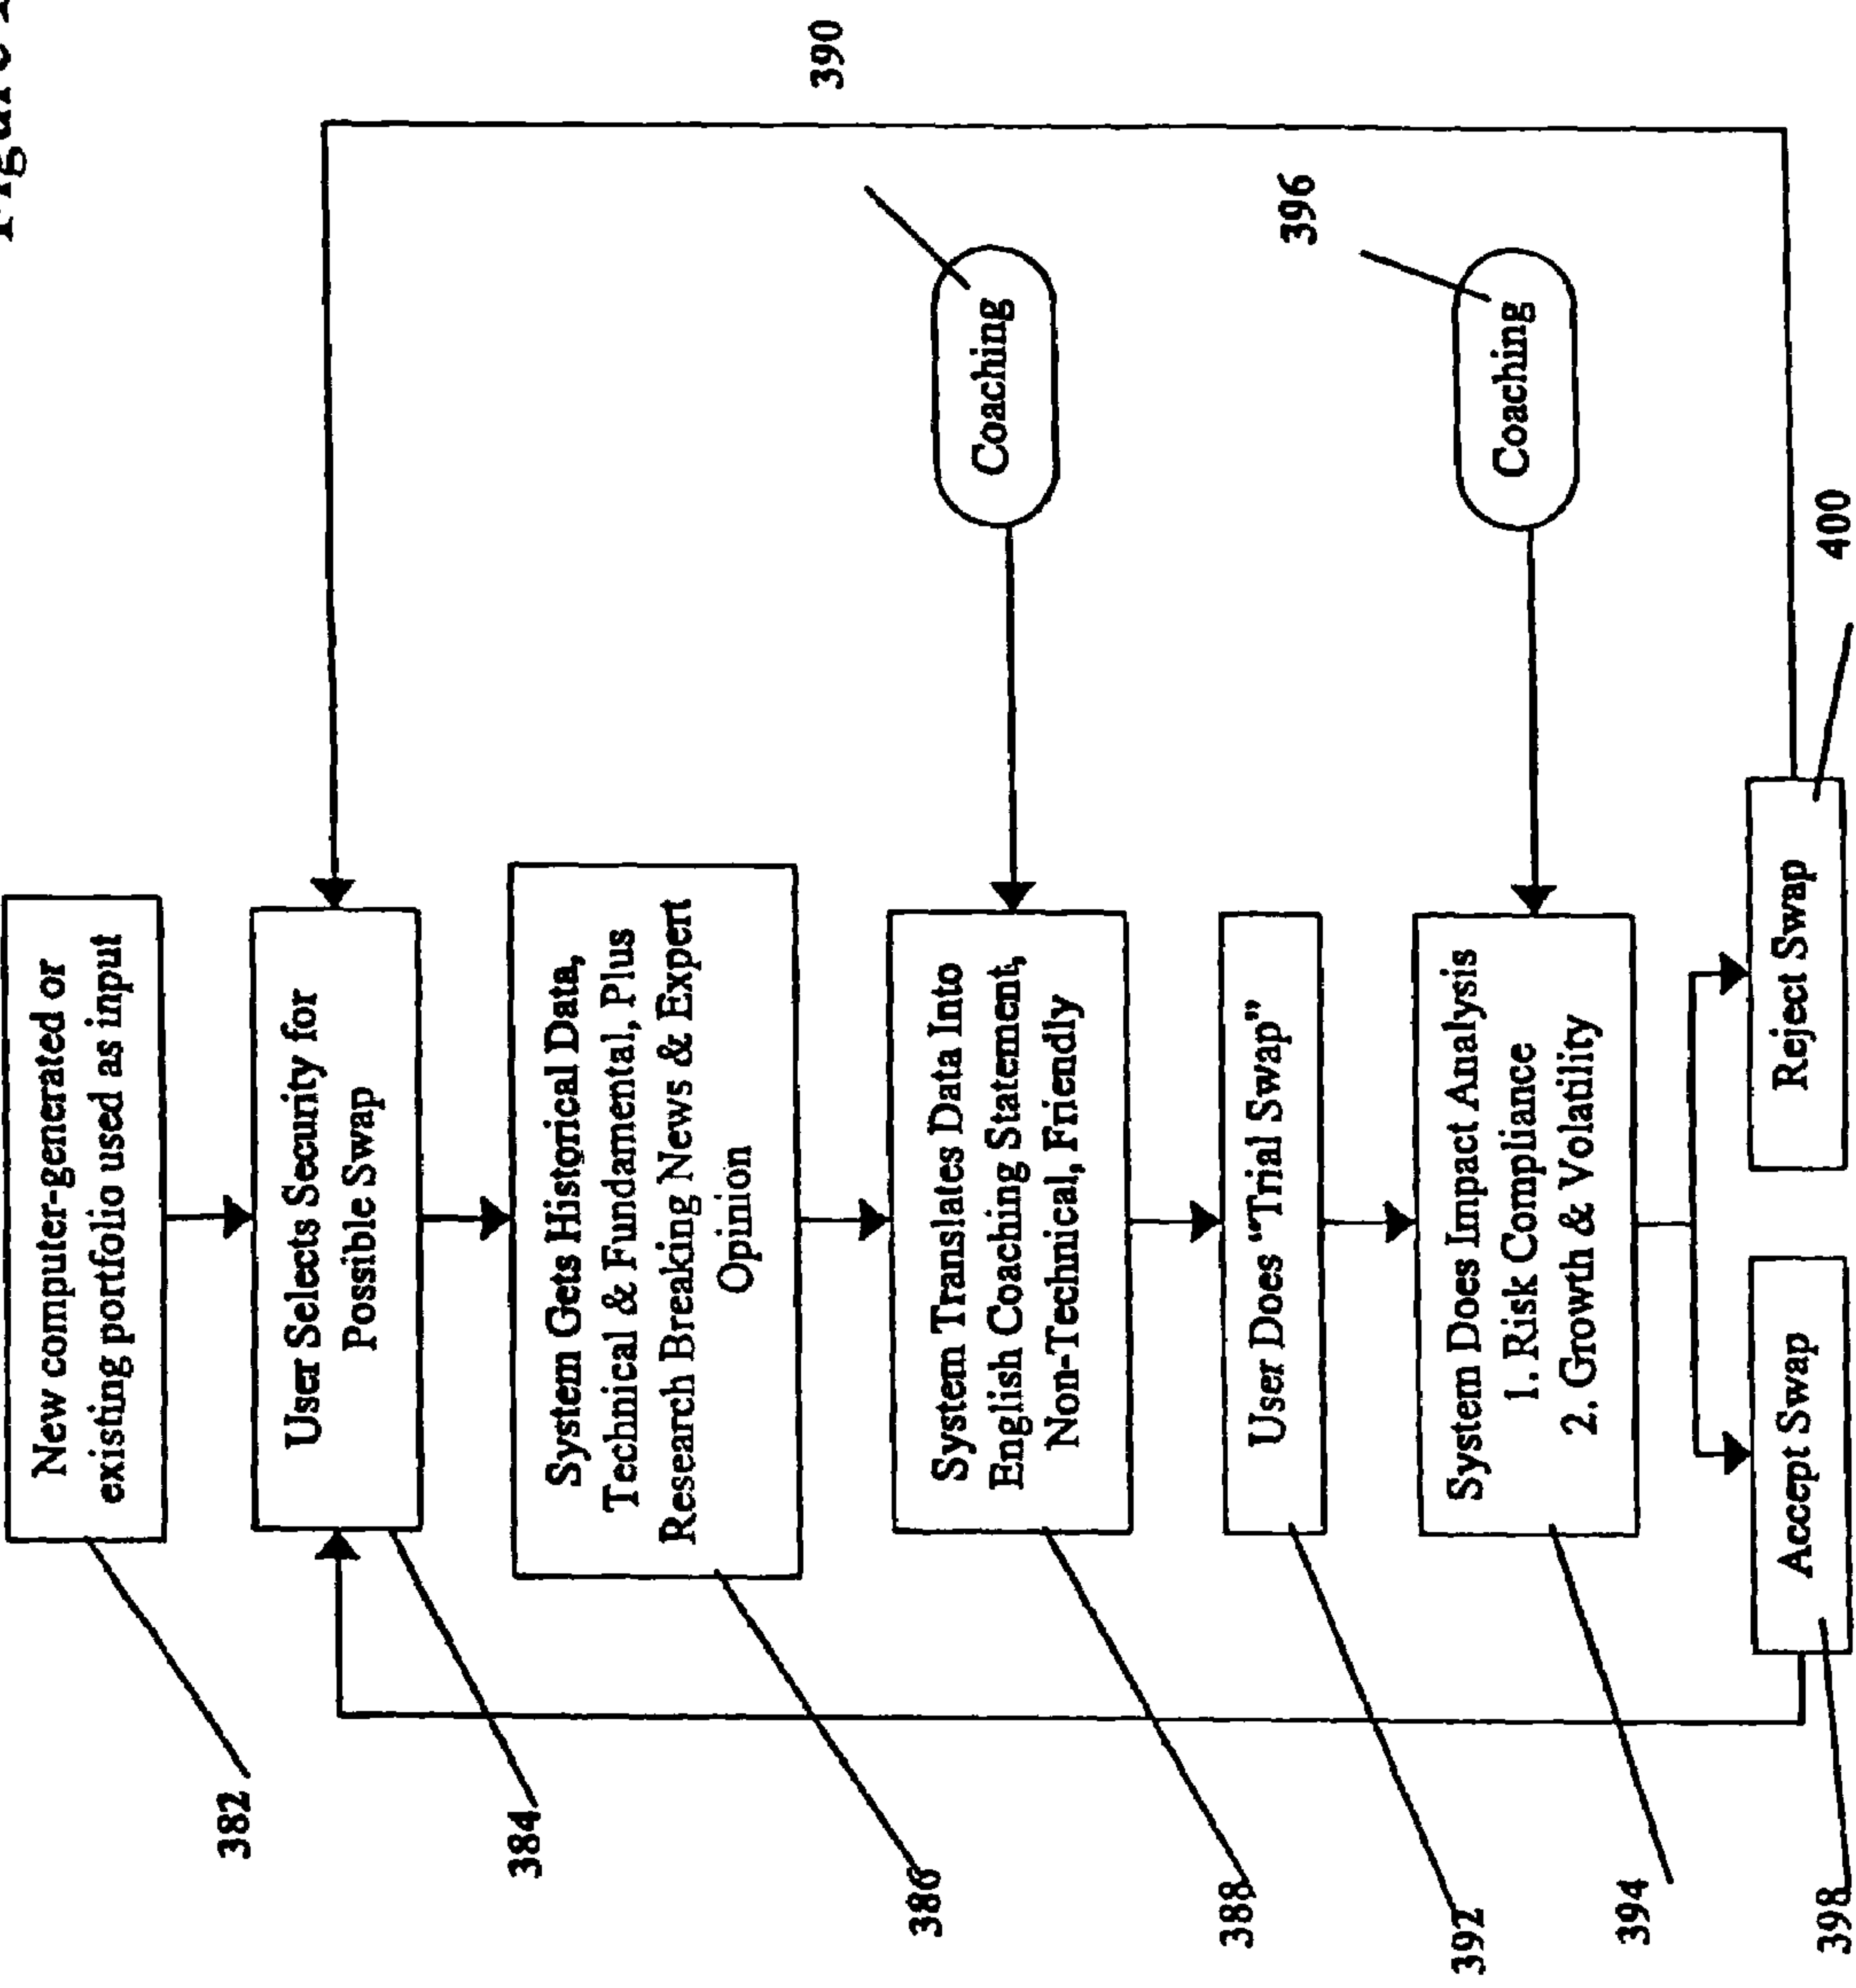 Figure
New computer-generated or
existing portfolio used as input
382
User Selects Security for
Possible Swap
384
System Gets Historical Data,
Technical & Fundamental, Plus
Research Breaking News & Expert
Opinion
386
390
Coaching
System Translates Data Into
English Coaching Statement,
Non-Technical, Friendly
388
User Does "Trial Swap"
392
396
Coaching
System Does Impact Analysis
1. Risk Compliance
2. Growth & Volatility
394
Accept Swap
398
Reject Swap
400